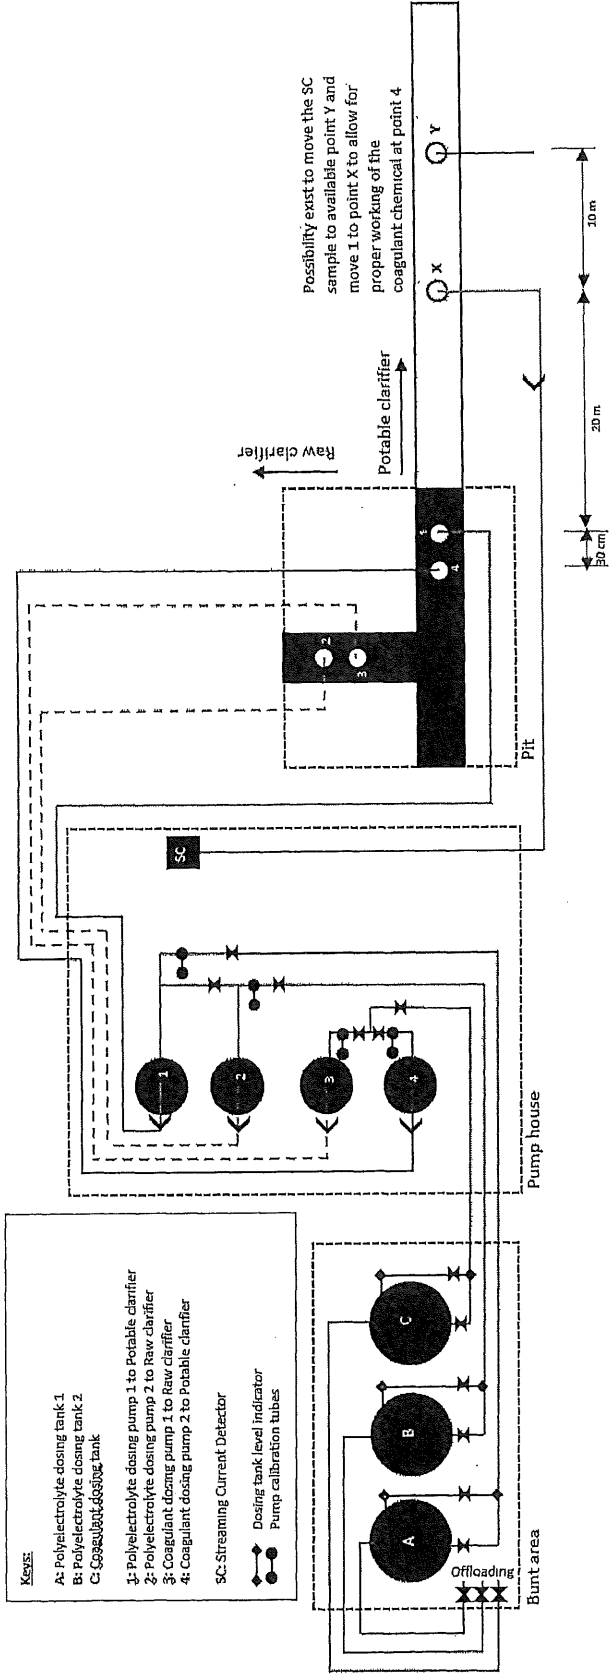 Keys:
A: Polyelectrolyte dosing tank 1
B: Polyelectrolyte dosing tank 2
C: Coagulant dosing tank
1: Polyelectrolyte dosing pump 1 to Potable clarifier
2: Polyelectrolyte dosing pump 2 to Raw clarifier
3: Coagulant dosing pump 1 to Raw clarifier
4: Coagulant dosing pump 2 to Potable clarifier
SC: Streaming Current Detector
Dosing tank level indicator
Pump calibration tubes
Possibility exist to move the SC
sample to available point Y and
move 1 to point X to allow for
proper working of the
coagulant chemical at point 4
Raw clarifier
Potable clarifier
X
Y
SC
1
2
3
4
2
3
4
Pit
Pump house
A
B
C
Offloading
Bunt area
30 cm
20 m
10 m